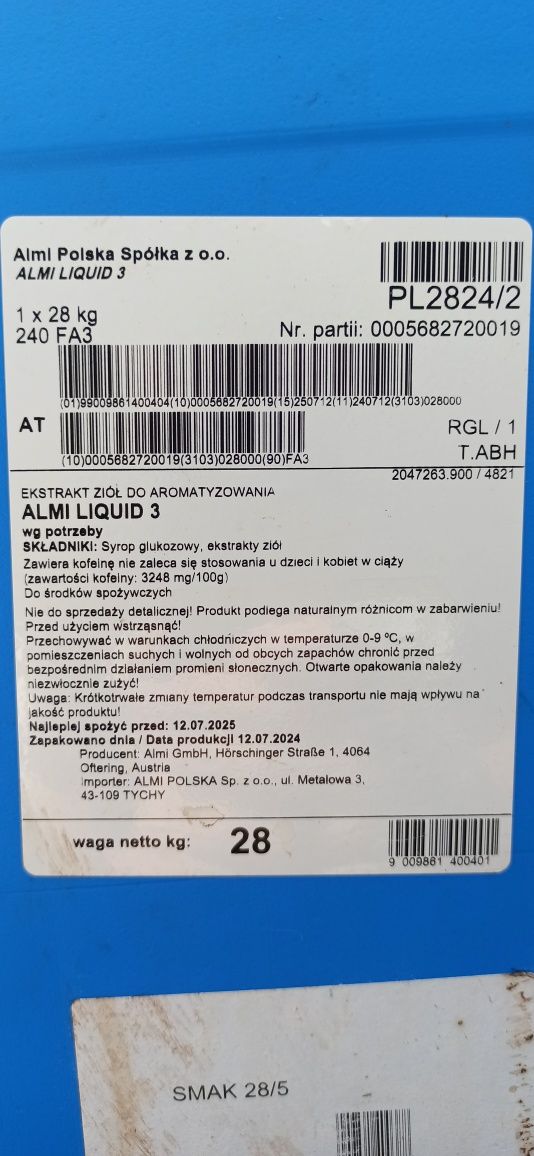 Almi Polska Spółka z o.o.
ALMI LIQUID 3
PL2824/2
1 x 28 kg
240 FA3
Nr. partii: 0005682720019
(01)99009861400404(10)0005682720019(15)250712(11)240712(3103)028000
AT
RGL / 1
(10)0005682720019(3103)028000(90)FA3
T.ABH
2047263.900 / 4821
EKSTRAKT ZIÓŁ DO AROMATYZOWANIA
ALMI LIQUID 3
wg potrzeby
SKŁADNIKI: Syrop glukozowy, ekstrakty ziół
Zawiera kofeinę nie zaleca się stosowania u dzieci i kobiet w ciąży
(zawartości kofeiny: 3248 mg/100g)
Do środków spożywczych
Nie do sprzedaży detalicznej! Produkt podlega naturalnym różnicom w zabarwieniu!
Przed użyciem wstrząsnąć!
Przechowywać w warunkach chłodniczych w temperaturze 0-9 ºC, w
pomieszczeniach suchych i wolnych od obcych zapachów chronić przed
bezpośrednim działaniem promieni słonecznych. Otwarte opakowania należy
niezwłocznie zużyć!
Uwaga: Krótkotrwałe zmiany temperatur podczas transportu nie mają wpływu na
jakość produktu!
Najlepiej spożyć przed: 12.07.2025
Zapakowano dnia / Data produkcji 12.07.2024
Producent: Almi GmbH, Hörschinger Straße 1, 4064
Oftering, Austria
Importer: ALMI POLSKA Sp. z o.o., ul. Metalowa 3,
43-109 TYCHY
waga netto kg: 28
9 009861 400401
SMAK 28/5